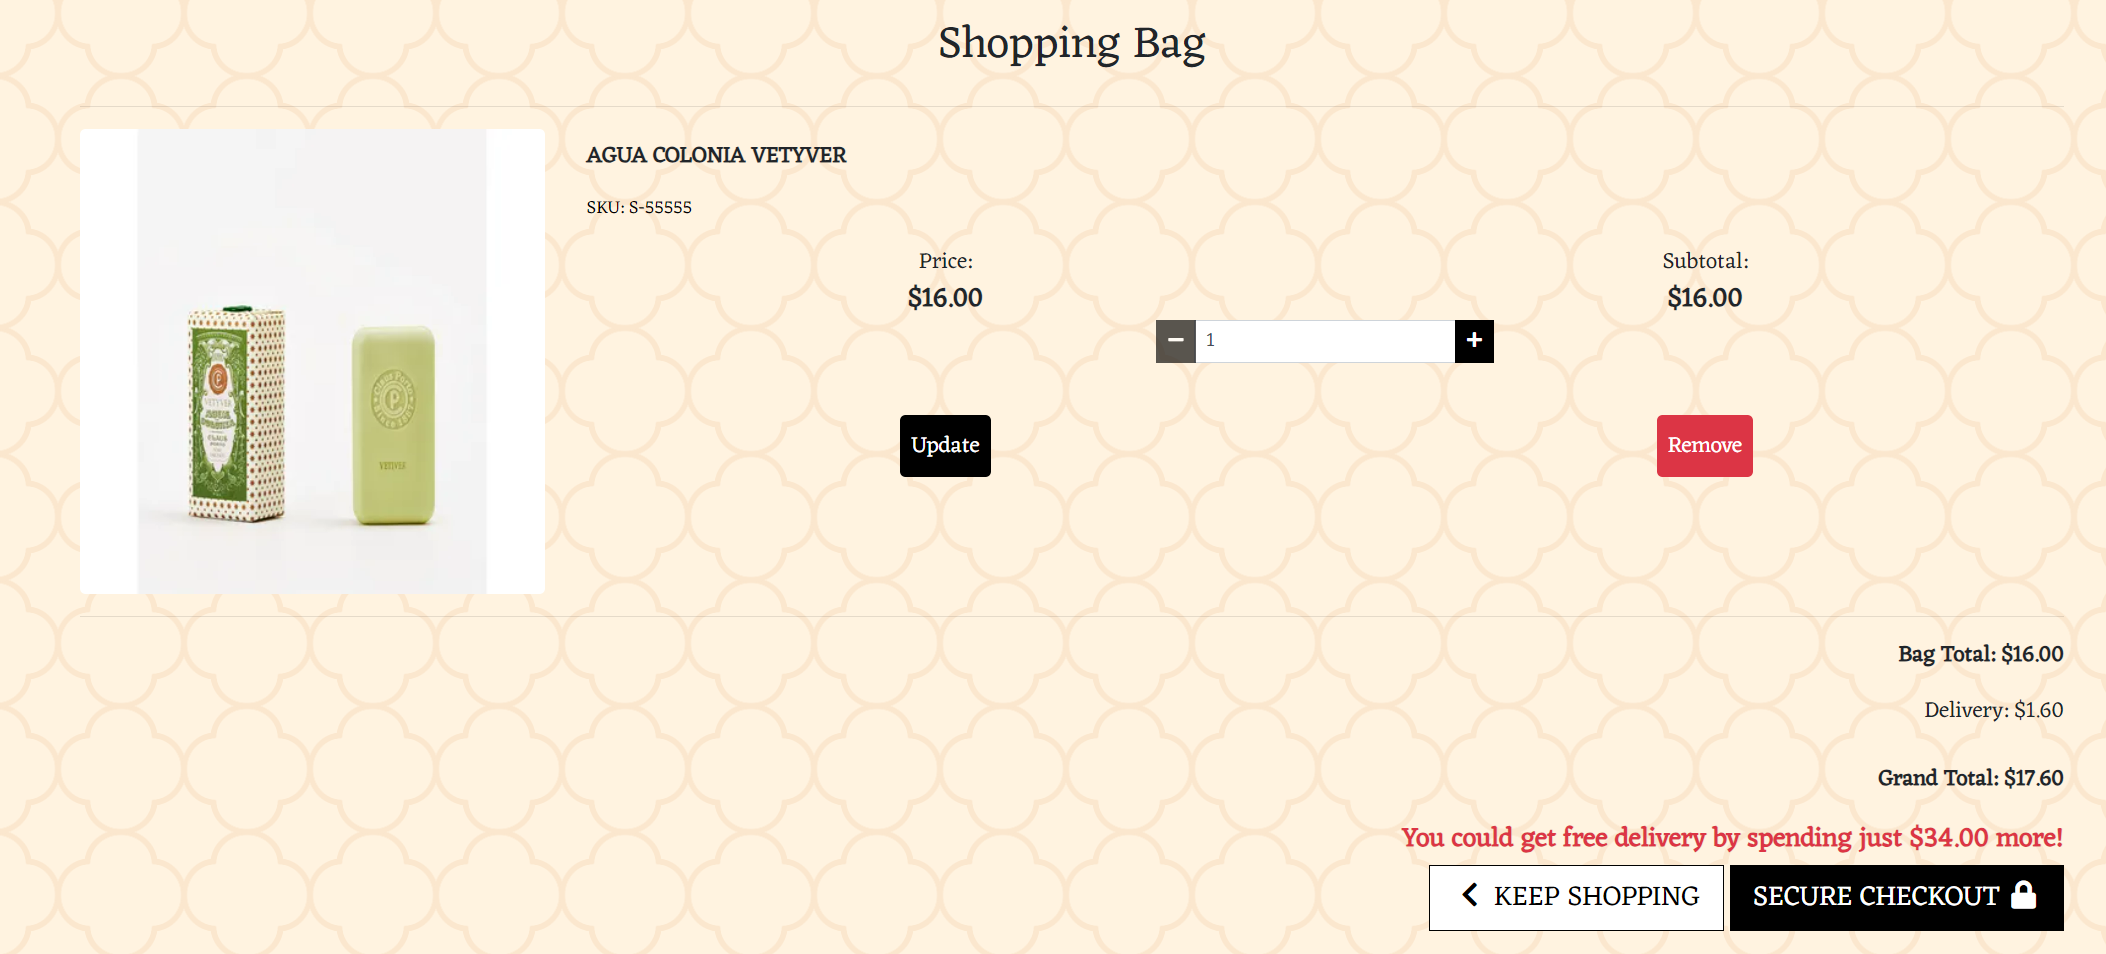 Shopping Bag
AGUA COLONIA VETYVER
SKU: S-55555
Price:
$16.00
Subtotal:
$16.00
1
Update
Remove
VETYVER
Bag Total: $16.00
Delivery: $1.60
Grand Total: $17.60
You could get free delivery by spending just $34.00 more!
KEEP SHOPPING
SECURE CHECKOUT